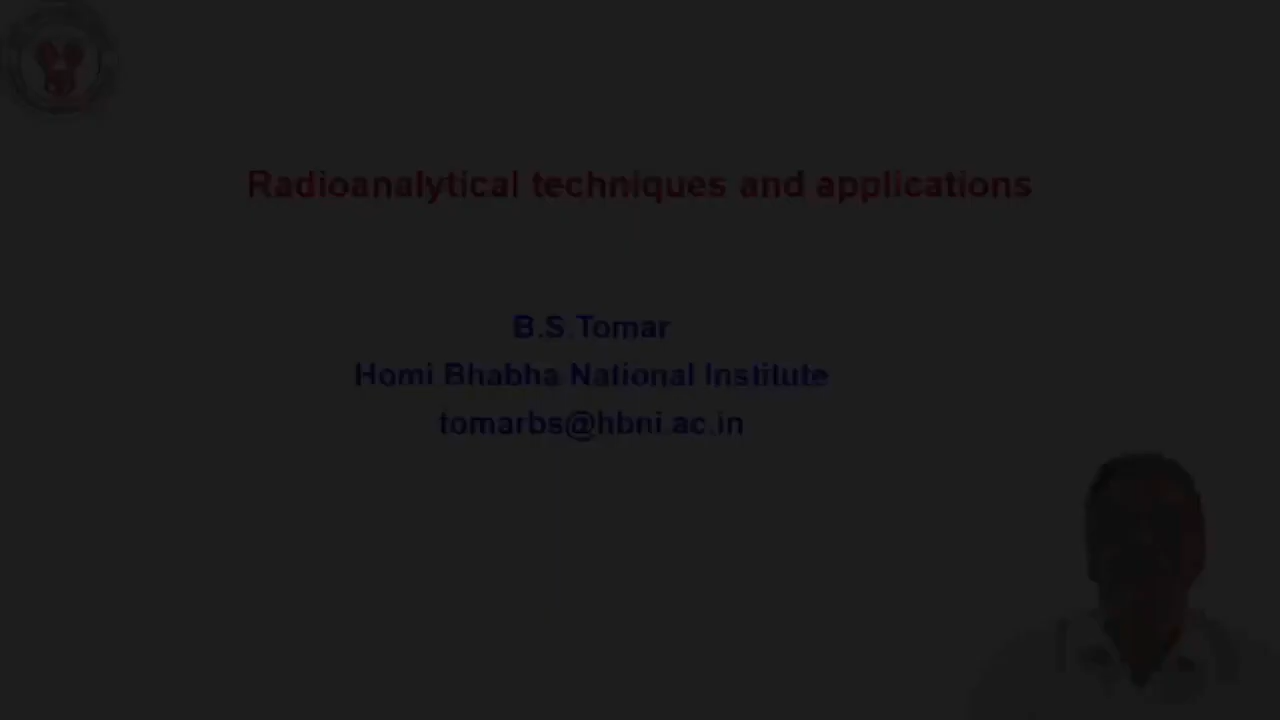 Radioanalytical techniques and applications
B.S.Tomar
Homi Bhabha National Institute
tomarbs@hbni.ac.in